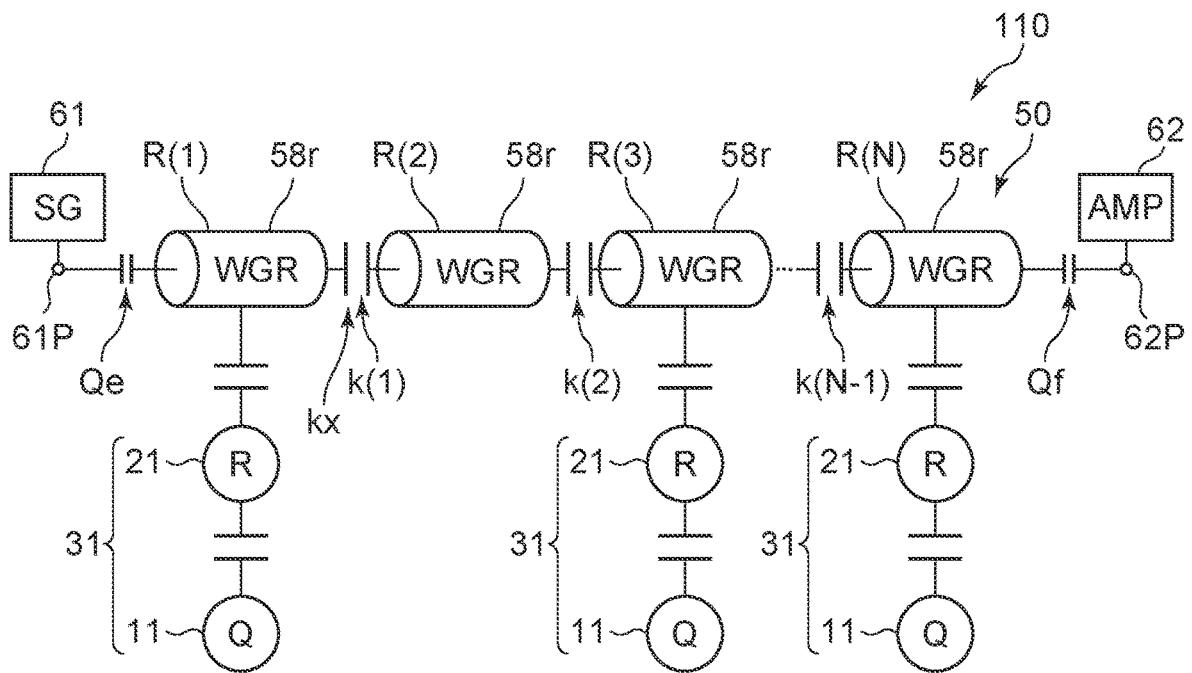 110
61 R(1) 58r R(2) 58r R(3) 58r R(N) 58r 50 62
SG WGR WGR WGR WGR AMP
61P Qe kx k(1) k(2) k(N-1) Qf 62P
21 R 21 R 21 R
31 31 31
11 Q 11 Q 11 Q